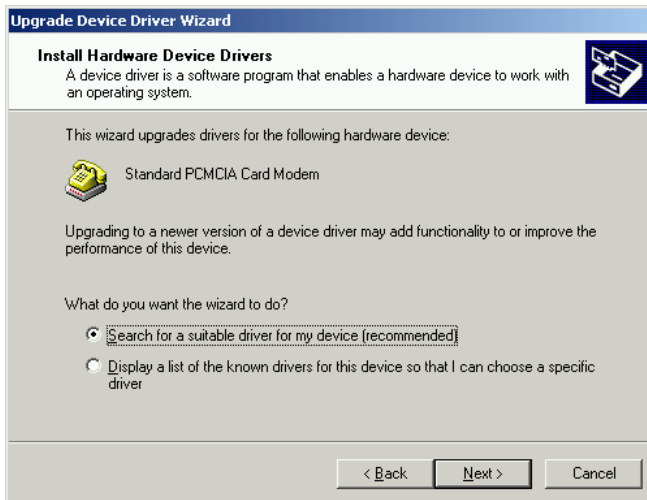 Upgrade Device Driver Wizard
Install Hardware Device Drivers
A device driver is a software program that enables a hardware device to work with
an operating system.
This wizard upgrades drivers for the following hardware device:
Standard PCMCIA Card Modem
Upgrading to a newer version of a device driver may add functionality to or improve the
performance of this device.
What do you want the wizard to do?
Search for a suitable driver for my device (recommended)
Display a list of the known drivers for this device so that I can choose a specific
driver
< Back Next > Cancel